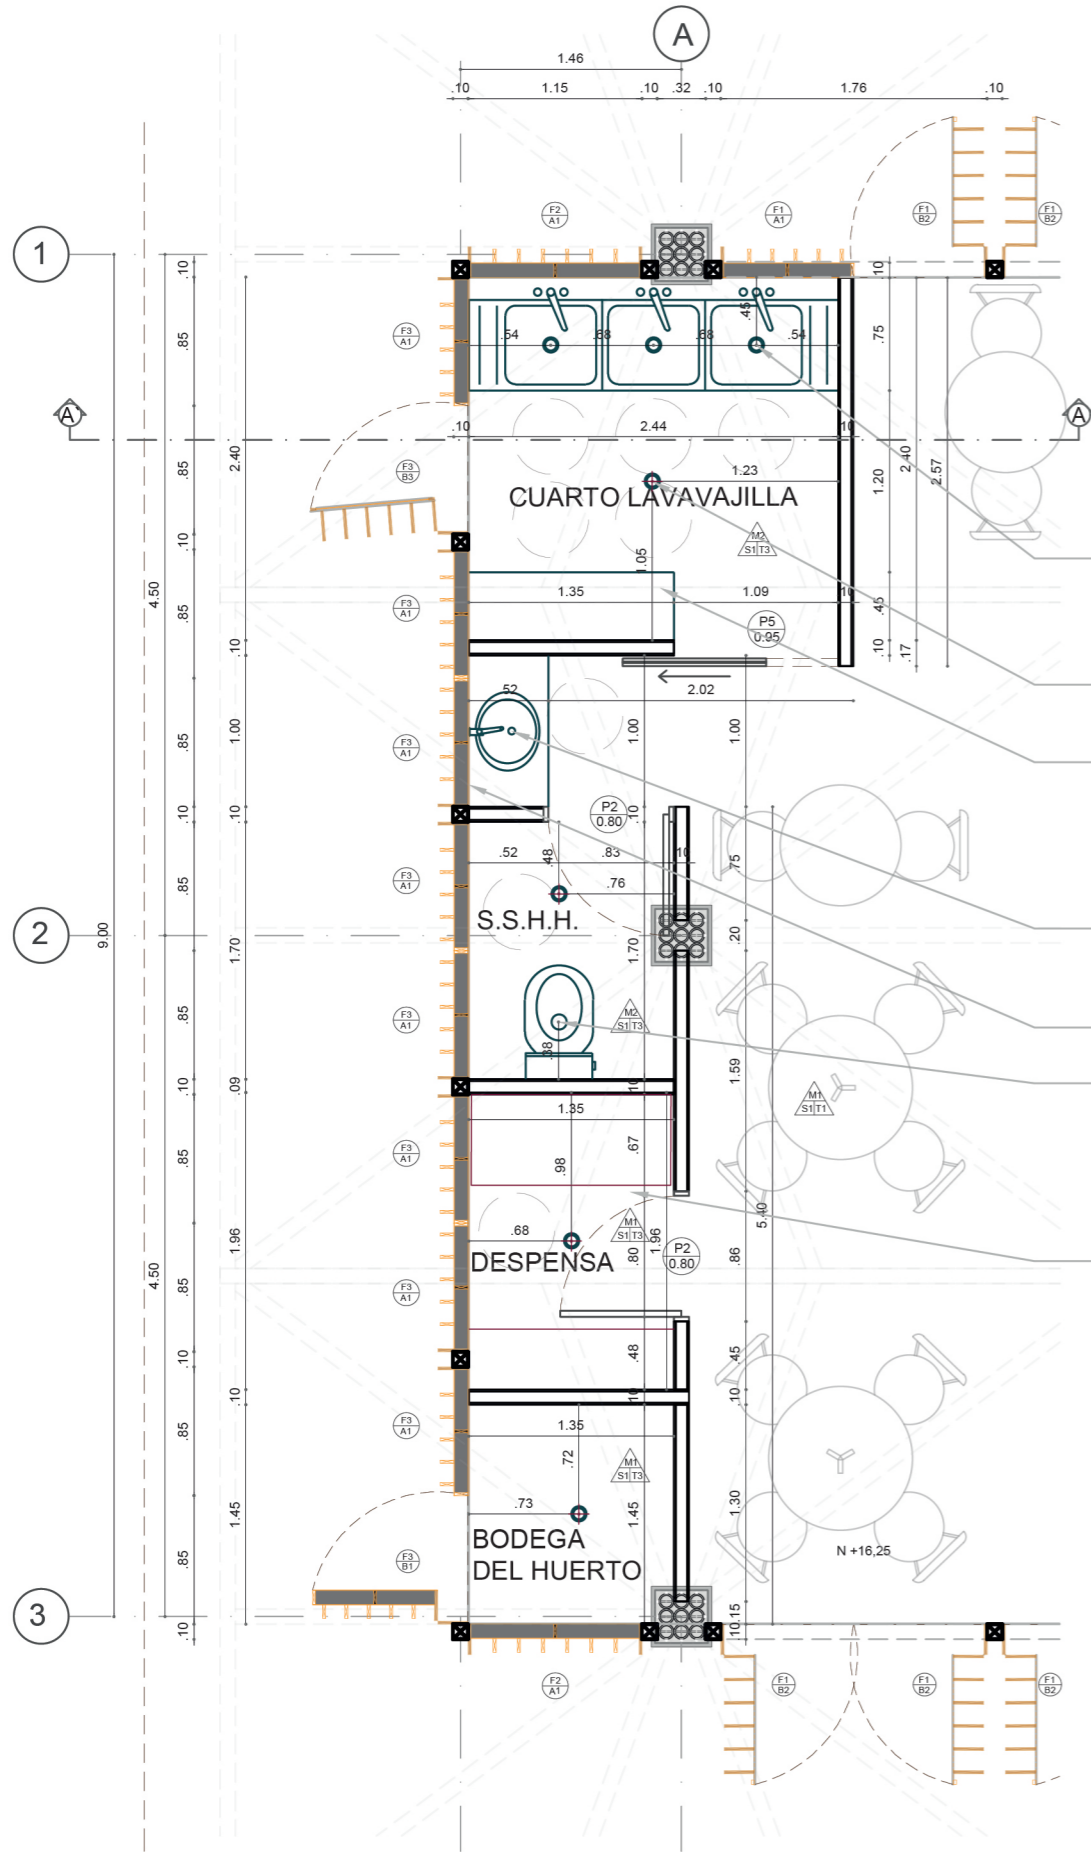 A
1.46
.10 1.15 .10 .32 .10 1.76 .10
F2 A1
F1 A1
F1 B2
F1 B2
1
.10
.10
.85
F3 A1
.45
.75
.54 .68 .68 .54
A'
A
.10 2.44 .10
2.40
.85
F3 B3
1.23
1.20
2.40
2.57
CUARTO LAVAVAJILLA
M2
S1 T3
.10
1.05
4.50
.85
F3 A1
1.35 1.09 .10
.45
P5
0.95
.10
.10
.17
.52 2.02
1.00
.85
F3 A1
1.00
1.00
.10
.10
P2
0.80
.10
.52 .48 .83 .10
.75
.85
F3 A1
.76
S.S.H.H.
2
9.00
1.70
1.70
.20
M2
S1 T3
.85
F3 A1
.38
1.59
.10
.09
.10
M1
S1 T1
1.35
.85
F3 A1
.98
.67
M1
S1 T3
5.40
.68
1.96
1.96
.80
P2
0.80
.86
DESPENSA
4.50
.85
F3 A1
.10
.48
.45
.10
.10
.10
1.35
.85
F3 A1
.72
M1
S1 T3
.73
1.45
1.45
1.30
BODEGA
DEL HUERTO
N +16,25
.85
F3 B1
3
.10
.15
.10
F2 A1
F1 B2
F1 B2
F1 B2